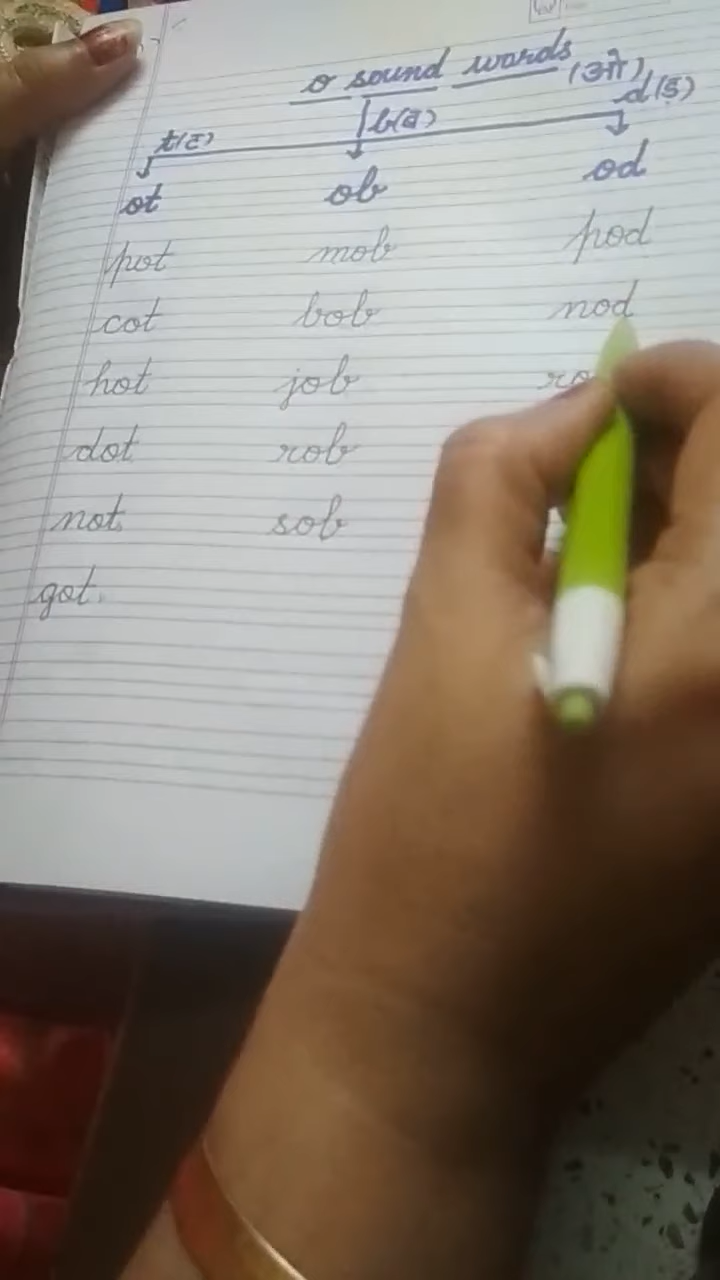 o sound words (ऑ)
t(ट) b(ब) d(ड)
ot ob od
pot mob pod
cot bob nod
hot job
dot rob
not sob
got